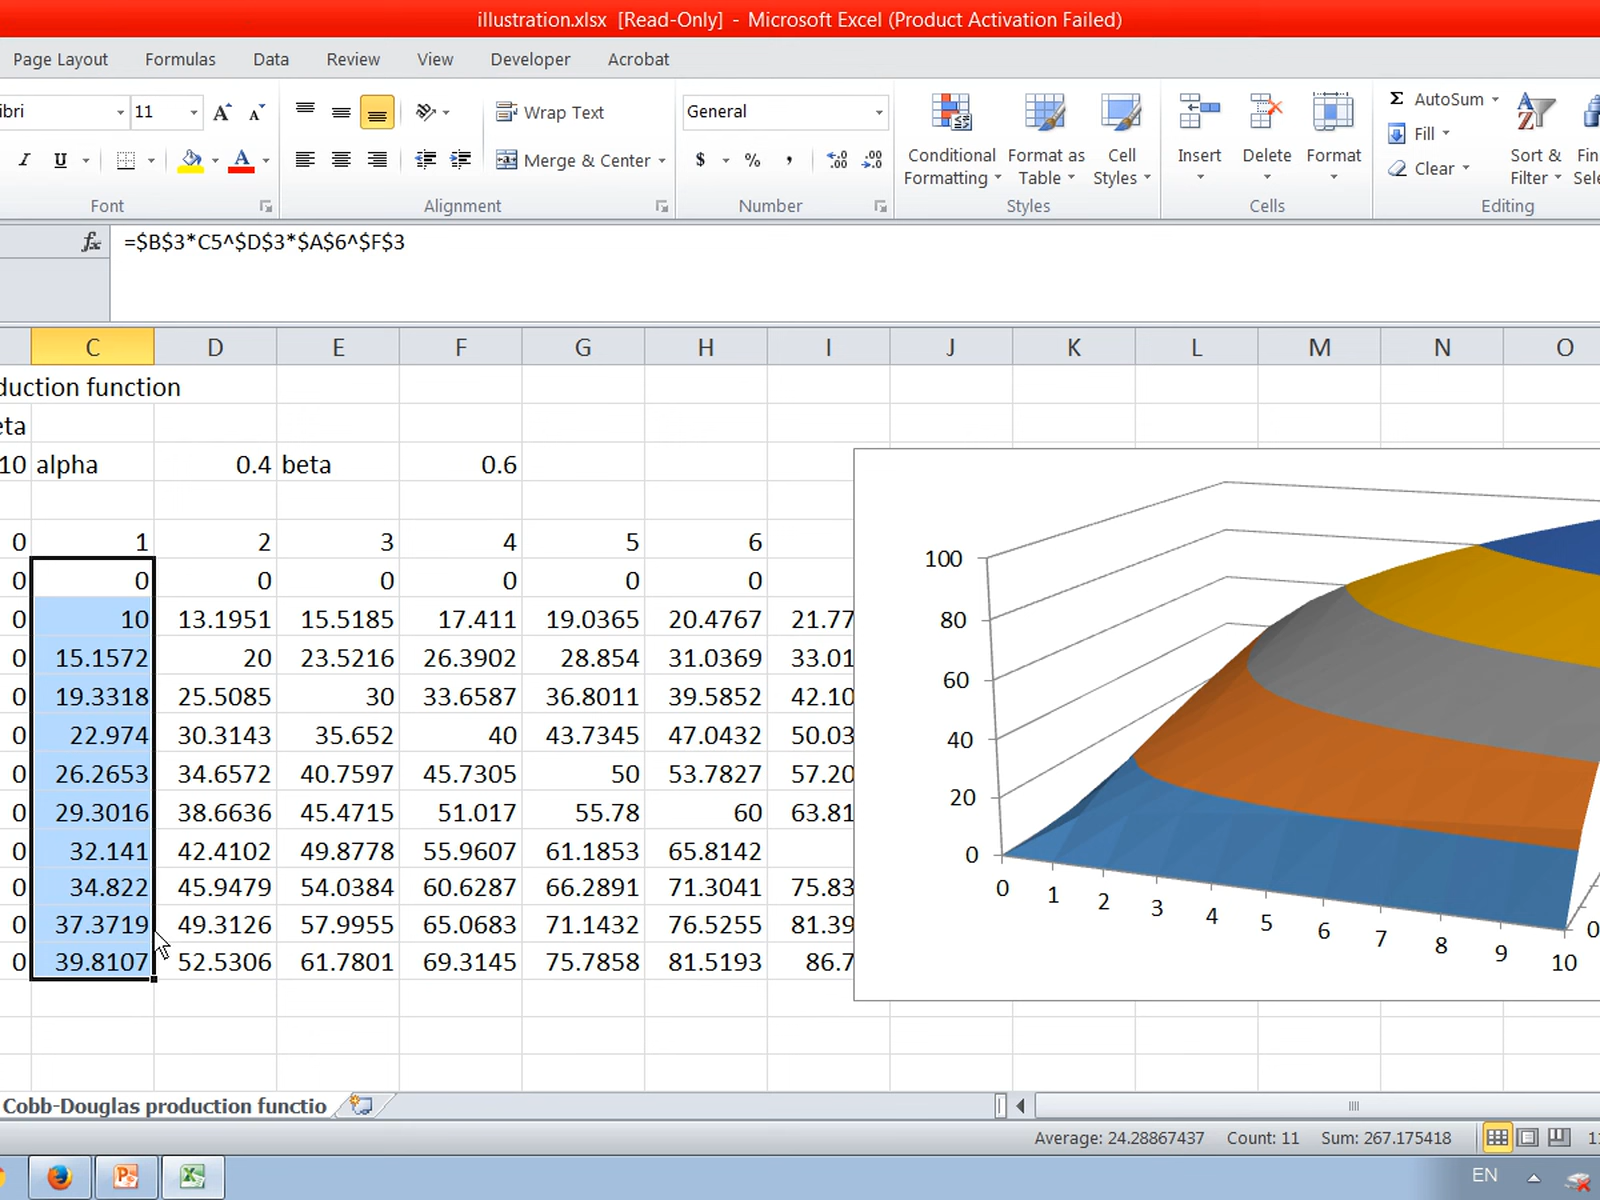 illustration.xlsx [Read-Only] - Microsoft Excel (Product Activation Failed)
Page Layout Formulas Data Review View Developer Acrobat
ibri 11 A A Wrap Text General Conditional Formatting Format as Table Cell Styles Insert Delete Format Σ AutoSum Fill Clear Sort & Filter
I U A Merge & Center $ % ,
Font Alignment Number Styles Cells Editing
fx =$B$3*C5^$D$3*$A$6^$F$3
C D E F G H I J K L M N O
duction function
eta
10 alpha 0.4 beta 0.6
0 1 2 3 4 5 6
0 0 0 0 0 0 0
0 10 13.1951 15.5185 17.411 19.0365 20.4767 21.77
0 15.1572 20 23.5216 26.3902 28.854 31.0369 33.01
0 19.3318 25.5085 30 33.6587 36.8011 39.5852 42.10
0 22.974 30.3143 35.652 40 43.7345 47.0432 50.03
0 26.2653 34.6572 40.7597 45.7305 50 53.7827 57.20
0 29.3016 38.6636 45.4715 51.017 55.78 60 63.81
0 32.141 42.4102 49.8778 55.9607 61.1853 65.8142
0 34.822 45.9479 54.0384 60.6287 66.2891 71.3041 75.83
0 37.3719 49.3126 57.9955 65.0683 71.1432 76.5255 81.39
0 39.8107 52.5306 61.7801 69.3145 75.7858 81.5193 86.7
100
80
60
40
20
0
0 1 2 3 4 5 6 7 8 9 10
0
Cobb-Douglas production functio
Average: 24.28867437 Count: 11 Sum: 267.175418
EN